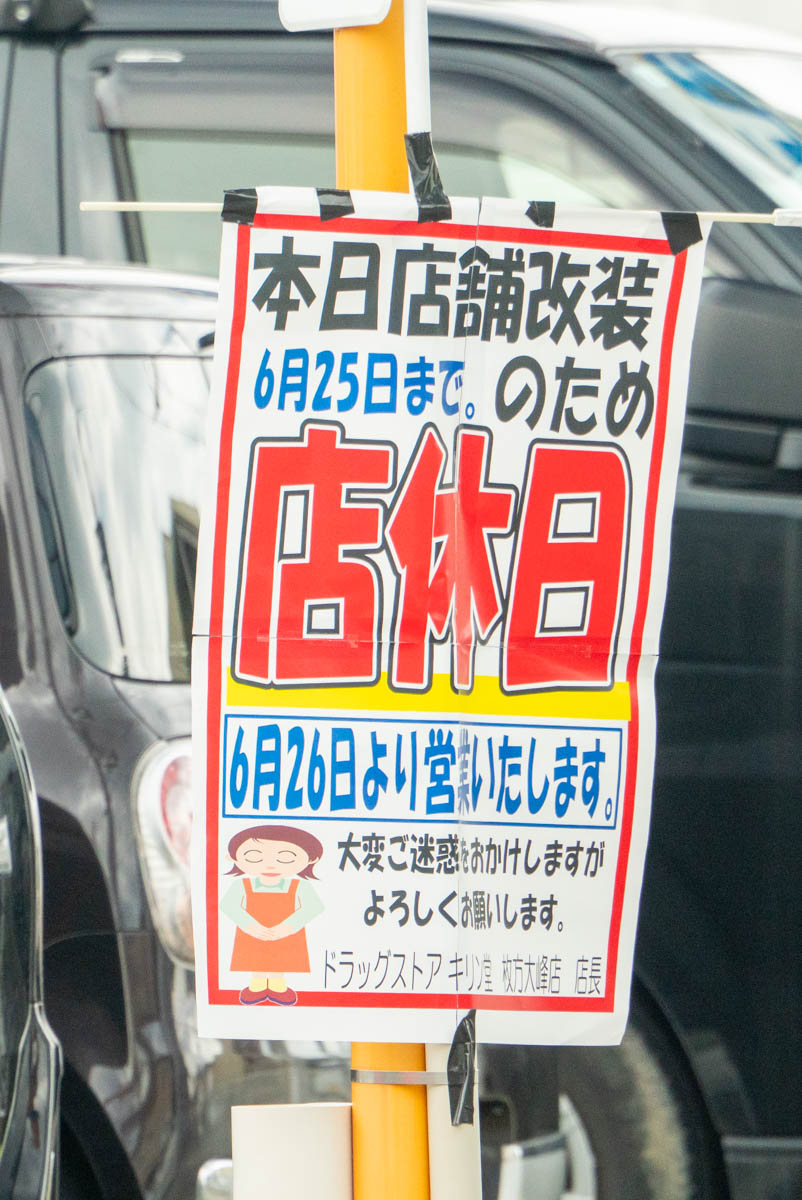 本日店舗改装
6月25日まで。のため
店休日
6月26日より営業いたします。
大変ご迷惑をおかけしますが
よろしくお願いします。
ドラッグストア キリン堂 枚方大峰店 店長